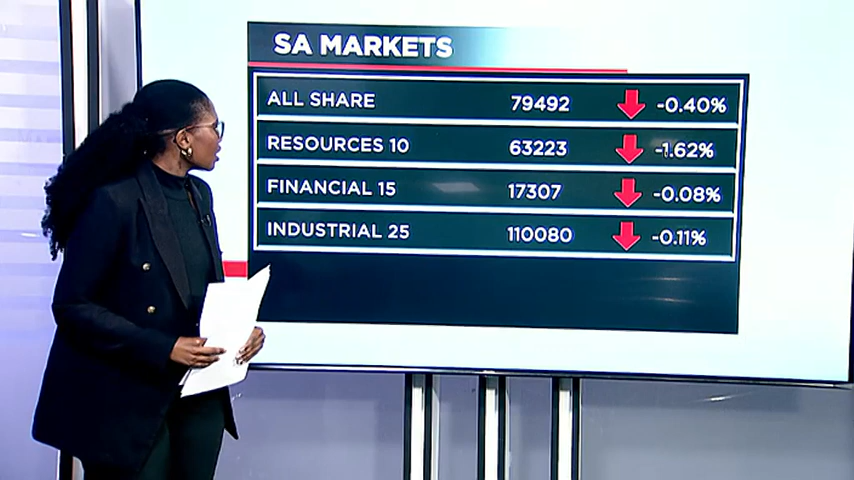 SA MARKETS
ALL SHARE 79492 -0.40%
RESOURCES 10 63223 -1.62%
FINANCIAL 15 17307 -0.08%
INDUSTRIAL 25 110080 -0.11%